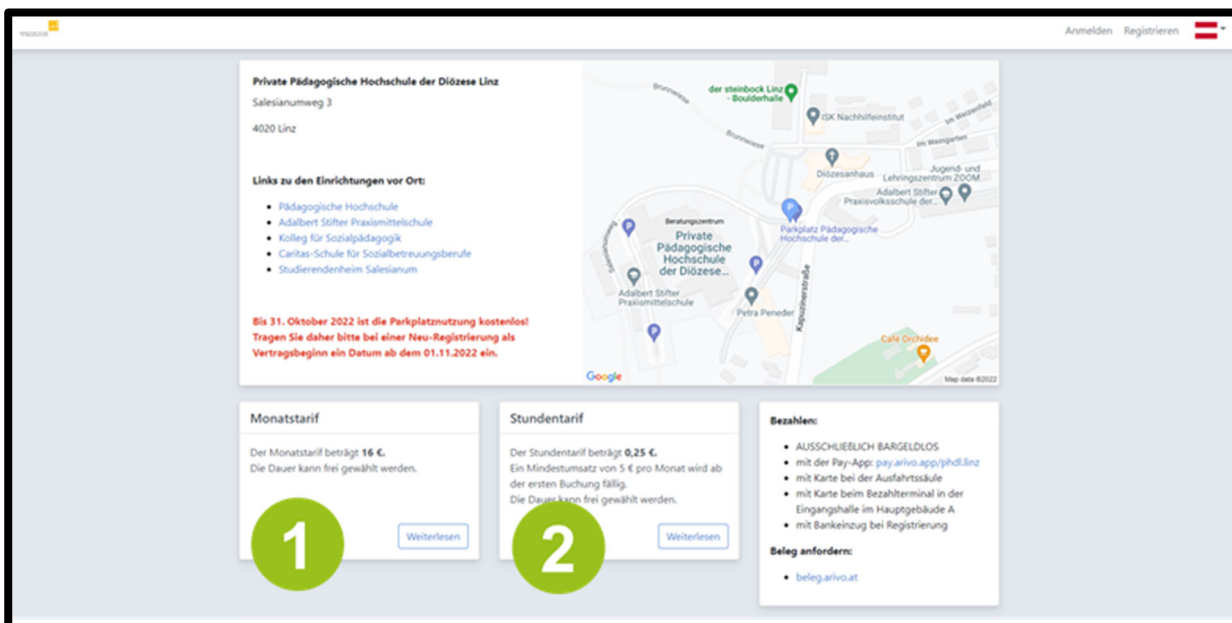 Anmelden Registrieren
Private Pädagogische Hochschule der Diözese Linz
Salesianumweg 3
4020 Linz
Links zu den Einrichtungen vor Ort:
Pädagogische Hochschule
Adalbert Stifter Praxismittelschule
Kolleg für Sozialpädagogik
Caritas-Schule für Sozialbetreuungsberufe
Studierendenheim Salesianum
Bis 31. Oktober 2022 ist die Parkplatznutzung kostenlos!
Tragen Sie daher bitte bei einer Neu-Registrierung als
Vertragsbeginn ein Datum ab dem 01.11.2022 ein.
Brunnwiese
der steinbock Linz
- Boulderhalle
ISK Nachhilfeinstitut
Im Weizenfeld
Brunnwiese
Im Weingarten
Diözesanhaus
Jugend- und
Lehringszentrum ZOOM
Adalbert Stifter
Praxisvolksschule der...
Salesianumweg
Beratungszentrum
Private
Pädagogische
Hochschule
der Diözese...
Parkplatz Pädagogische
Hochschule der...
Adalbert Stifter
Praxismittelschule
Petra Peneder
Kapuzinerstraße
Cafe Orchidee
Google
Map data ©2022
Monatstarif
Der Monatstarif beträgt 16 €.
Die Dauer kann frei gewählt werden.
1
Weiterlesen
Stundentarif
Der Stundentarif beträgt 0,25 €.
Ein Mindestumsatz von 5 € pro Monat wird ab
der ersten Buchung fällig.
Die Dauer kann frei gewählt werden.
2
Weiterlesen
Bezahlen:
AUSSCHLIEßLICH BARGELDLOS
mit der Pay-App: pay.arivo.app/phdl.linz
mit Karte bei der Ausfahrtssäule
mit Karte beim Bezahlterminal in der
Eingangshalle im Hauptgebäude A
mit Bankeinzug bei Registrierung
Beleg anfordern:
beleg.arivo.at